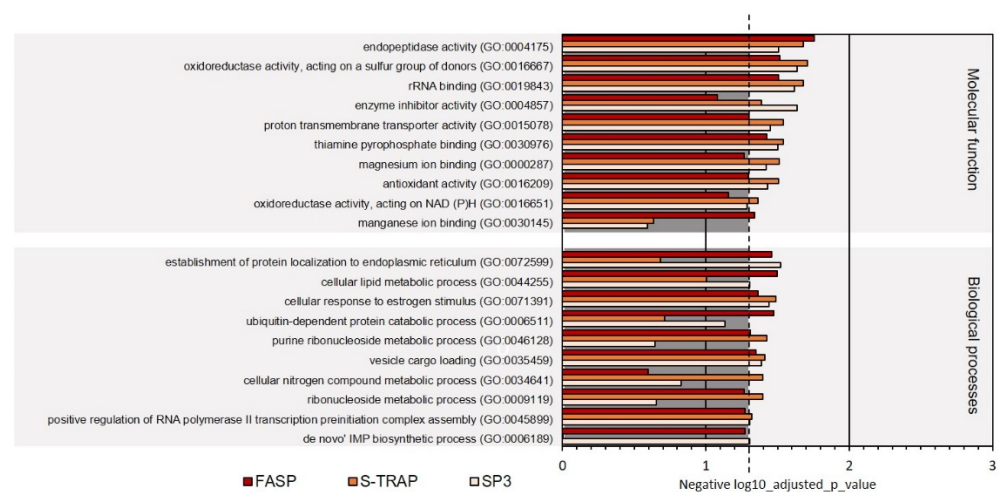 endopeptidase activity (GO:0004175)
oxidoreductase activity, acting on a sulfur group of donors (GO:0016667)
rRNA binding (GO:0019843)
enzyme inhibitor activity (GO:0004857)
proton transmembrane transporter activity (GO:0015078)
thiamine pyrophosphate binding (GO:0030976)
magnesium ion binding (GO:0000287)
antioxidant activity (GO:0016209)
oxidoreductase activity, acting on NAD (P)H (GO:0016651)
manganese ion binding (GO:0030145)
Molecular function
establishment of protein localization to endoplasmic reticulum (GO:0072599)
cellular lipid metabolic process (GO:0044255)
cellular response to estrogen stimulus (GO:0071391)
ubiquitin-dependent protein catabolic process (GO:0006511)
purine ribonucleoside metabolic process (GO:0046128)
vesicle cargo loading (GO:0035459)
cellular nitrogen compound metabolic process (GO:0034641)
ribonucleoside metabolic process (GO:0009119)
positive regulation of RNA polymerase II transcription preinitiation complex assembly (GO:0045899)
de novo' IMP biosynthetic process (GO:0006189)
Biological processes
0 1 2 3
FASP S-TRAP SP3
Negative log10_adjusted_p_value